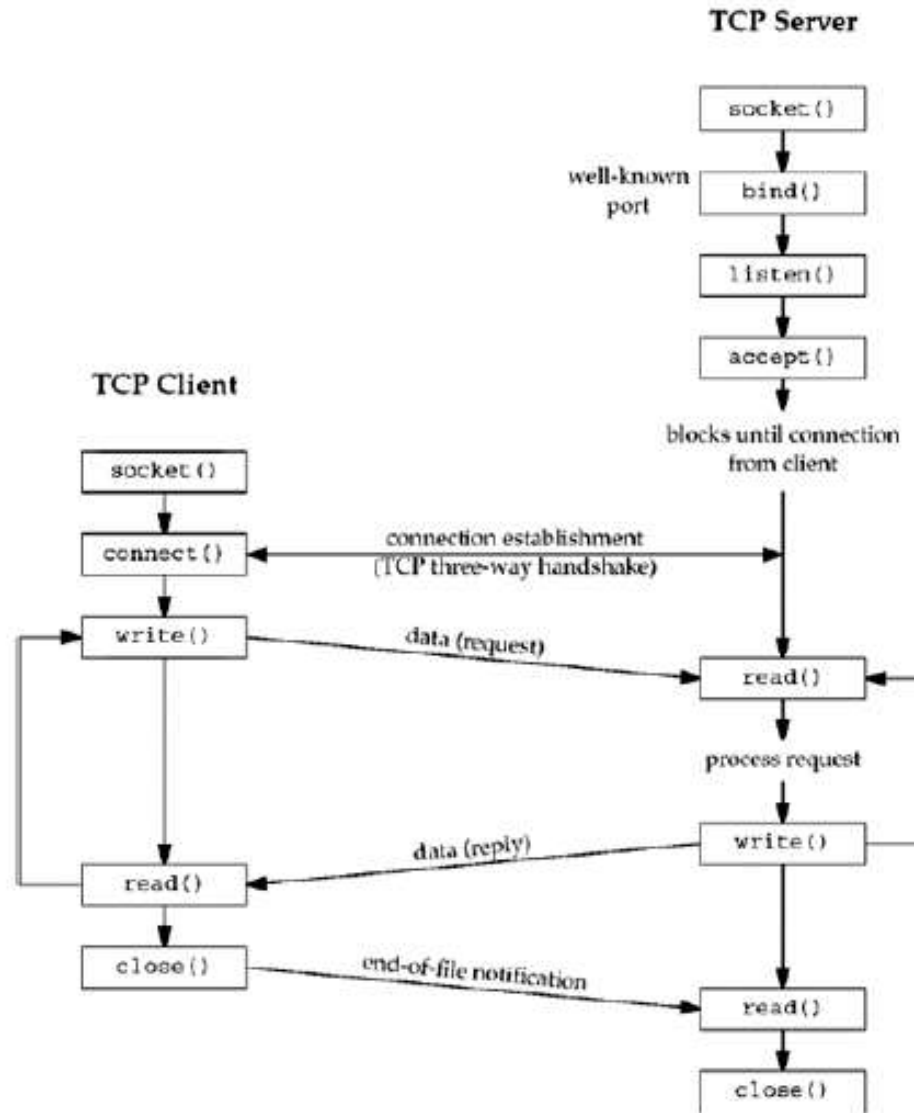 TCP Server
socket()
well-known
port
bind()
listen()
accept()
TCP Client
blocks until connection
from client
socket()
connect()
connection establishment
(TCP three-way handshake)
write()
data (request)
read()
process request
write()
data (reply)
read()
close()
end-of-file notification
read()
close()